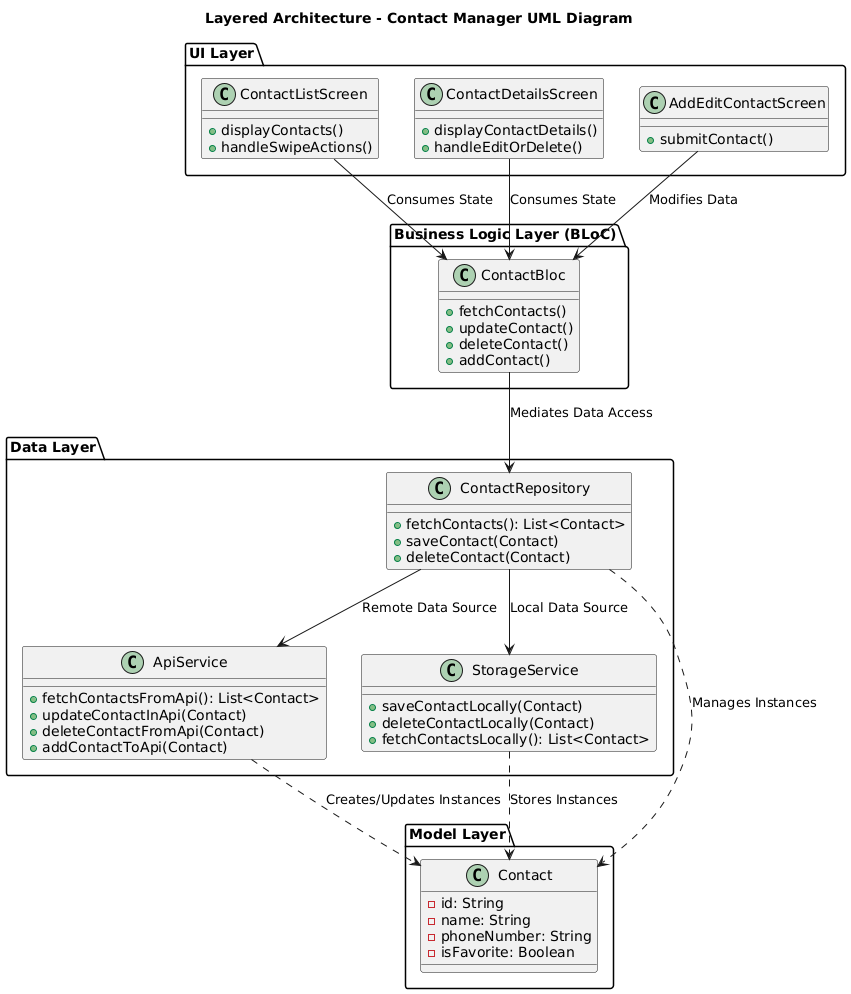 Layered Architecture - Contact Manager UML Diagram
UI Layer
C ContactListScreen
displayContacts()
handleSwipeActions()
C ContactDetailsScreen
displayContactDetails()
handleEditOrDelete()
C AddEditContactScreen
submitContact()
Consumes State
Consumes State
Modifies Data
Business Logic Layer (BLoC)
C ContactBloc
fetchContacts()
updateContact()
deleteContact()
addContact()
Mediates Data Access
Data Layer
C ContactRepository
fetchContacts(): List<Contact>
saveContact(Contact)
deleteContact(Contact)
Remote Data Source
Local Data Source
C ApiService
fetchContactsFromApi(): List<Contact>
updateContactInApi(Contact)
deleteContactFromApi(Contact)
addContactToApi(Contact)
C StorageService
saveContactLocally(Contact)
deleteContactLocally(Contact)
fetchContactsLocally(): List<Contact>
Manages Instances
Creates/Updates Instances
Stores Instances
Model Layer
C Contact
id: String
name: String
phoneNumber: String
isFavorite: Boolean